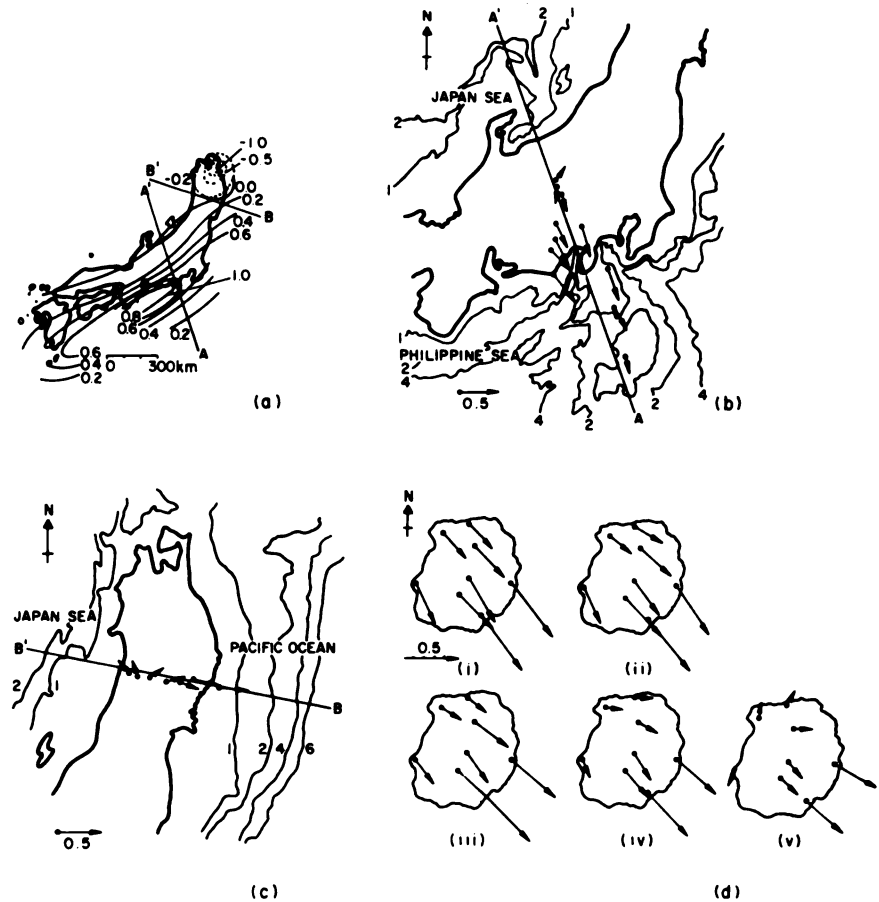 -1.0
-0.5
B' -0.2
0.0
A' 0.2
B
0.4
0.6
1.0
0.8
0.6 0.4 0.2
0.6
0.4
0.2
0 300km
A
(a)
N
A' 2 1
JAPAN SEA
2
1
1
PHILIPPINE SEA
2
4
0.5
4 2 A 2 4
(b)
N
JAPAN SEA
B'
PACIFIC OCEAN
2 1
B
1 2 4 6
0.5
(c)
N
0.5
(i) (ii)
(iii) (iv) (v)
(d)